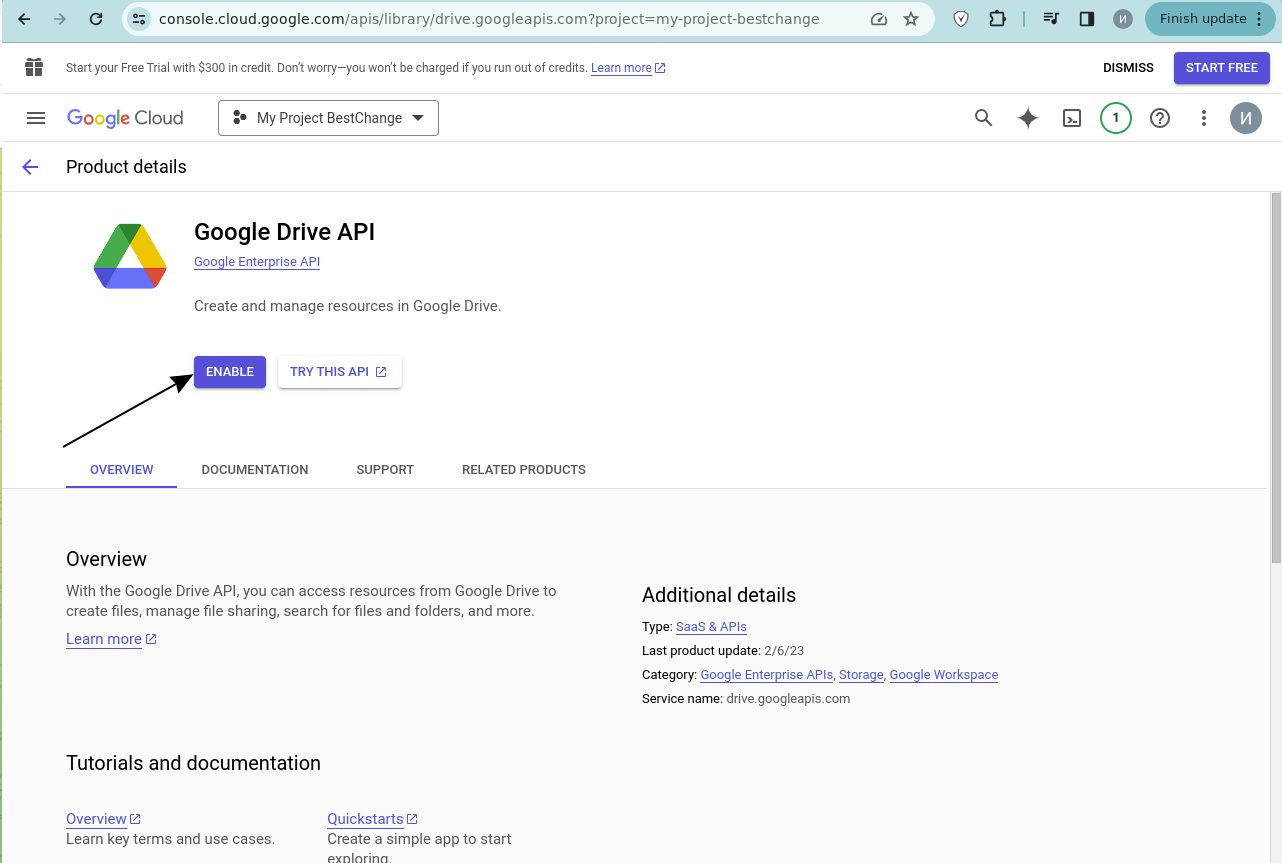 console.cloud.google.com/apis/library/drive.googleapis.com?project=my-project-bestchange
И
Finish update
Start your Free Trial with $300 in credit. Don’t worry—you won’t be charged if you run out of credits. Learn more
DISMISS
START FREE
Google Cloud
My Project BestChange
1
И
Product details
Google Drive API
Google Enterprise API
Create and manage resources in Google Drive.
ENABLE
TRY THIS API
OVERVIEW
DOCUMENTATION
SUPPORT
RELATED PRODUCTS
Overview
With the Google Drive API, you can access resources from Google Drive to
create files, manage file sharing, search for files and folders, and more.
Learn more
Additional details
Type: SaaS & APIs
Last product update: 2/6/23
Category: Google Enterprise APIs, Storage, Google Workspace
Service name: drive.googleapis.com
Tutorials and documentation
Overview
Learn key terms and use cases.
Quickstarts
Create a simple app to start
exploring.